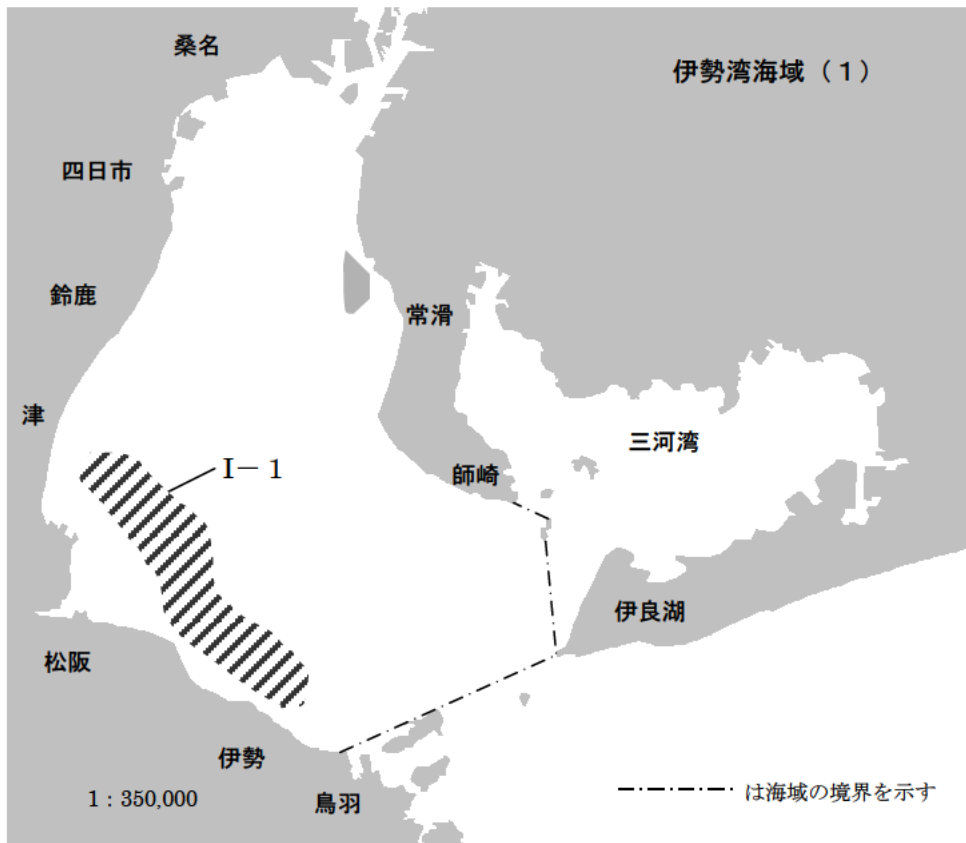 桑名
伊勢湾海域（１）
四日市
鈴鹿
常滑
津
三河湾
I－1
師崎
伊良湖
松阪
伊勢
1：350,000
鳥羽
は海域の境界を示す